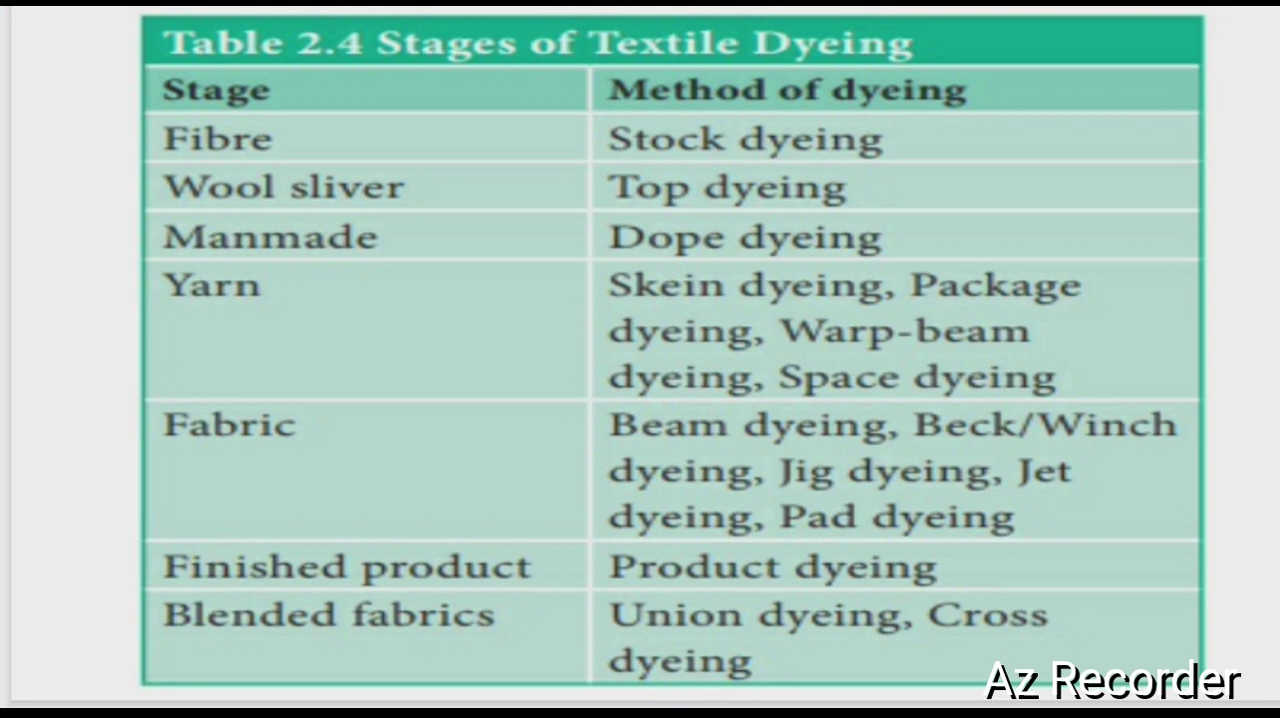 Table 2.4 Stages of Textile Dyeing
Stage Method of dyeing
Fibre Stock dyeing
Wool sliver Top dyeing
Manmade Dope dyeing
Yarn Skein dyeing, Package
dyeing, Warp-beam
dyeing, Space dyeing
Fabric Beam dyeing, Beck/Winch
dyeing, Jig dyeing, Jet
dyeing, Pad dyeing
Finished product Product dyeing
Blended fabrics Union dyeing, Cross
dyeing
Az Recorder